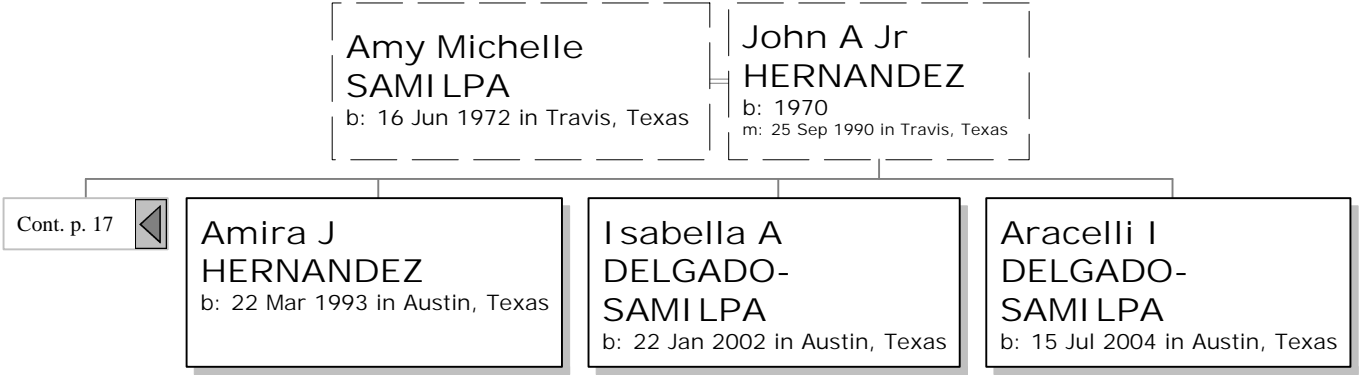 Amy Michelle
SAMILPA
b: 16 Jun 1972 in Travis, Texas
John A Jr
HERNANDEZ
b: 1970
m: 25 Sep 1990 in Travis, Texas
Cont. p. 17
Amira J
HERNANDEZ
b: 22 Mar 1993 in Austin, Texas
Isabella A
DELGADO-
SAMILPA
b: 22 Jan 2002 in Austin, Texas
Aracelli I
DELGADO-
SAMILPA
b: 15 Jul 2004 in Austin, Texas